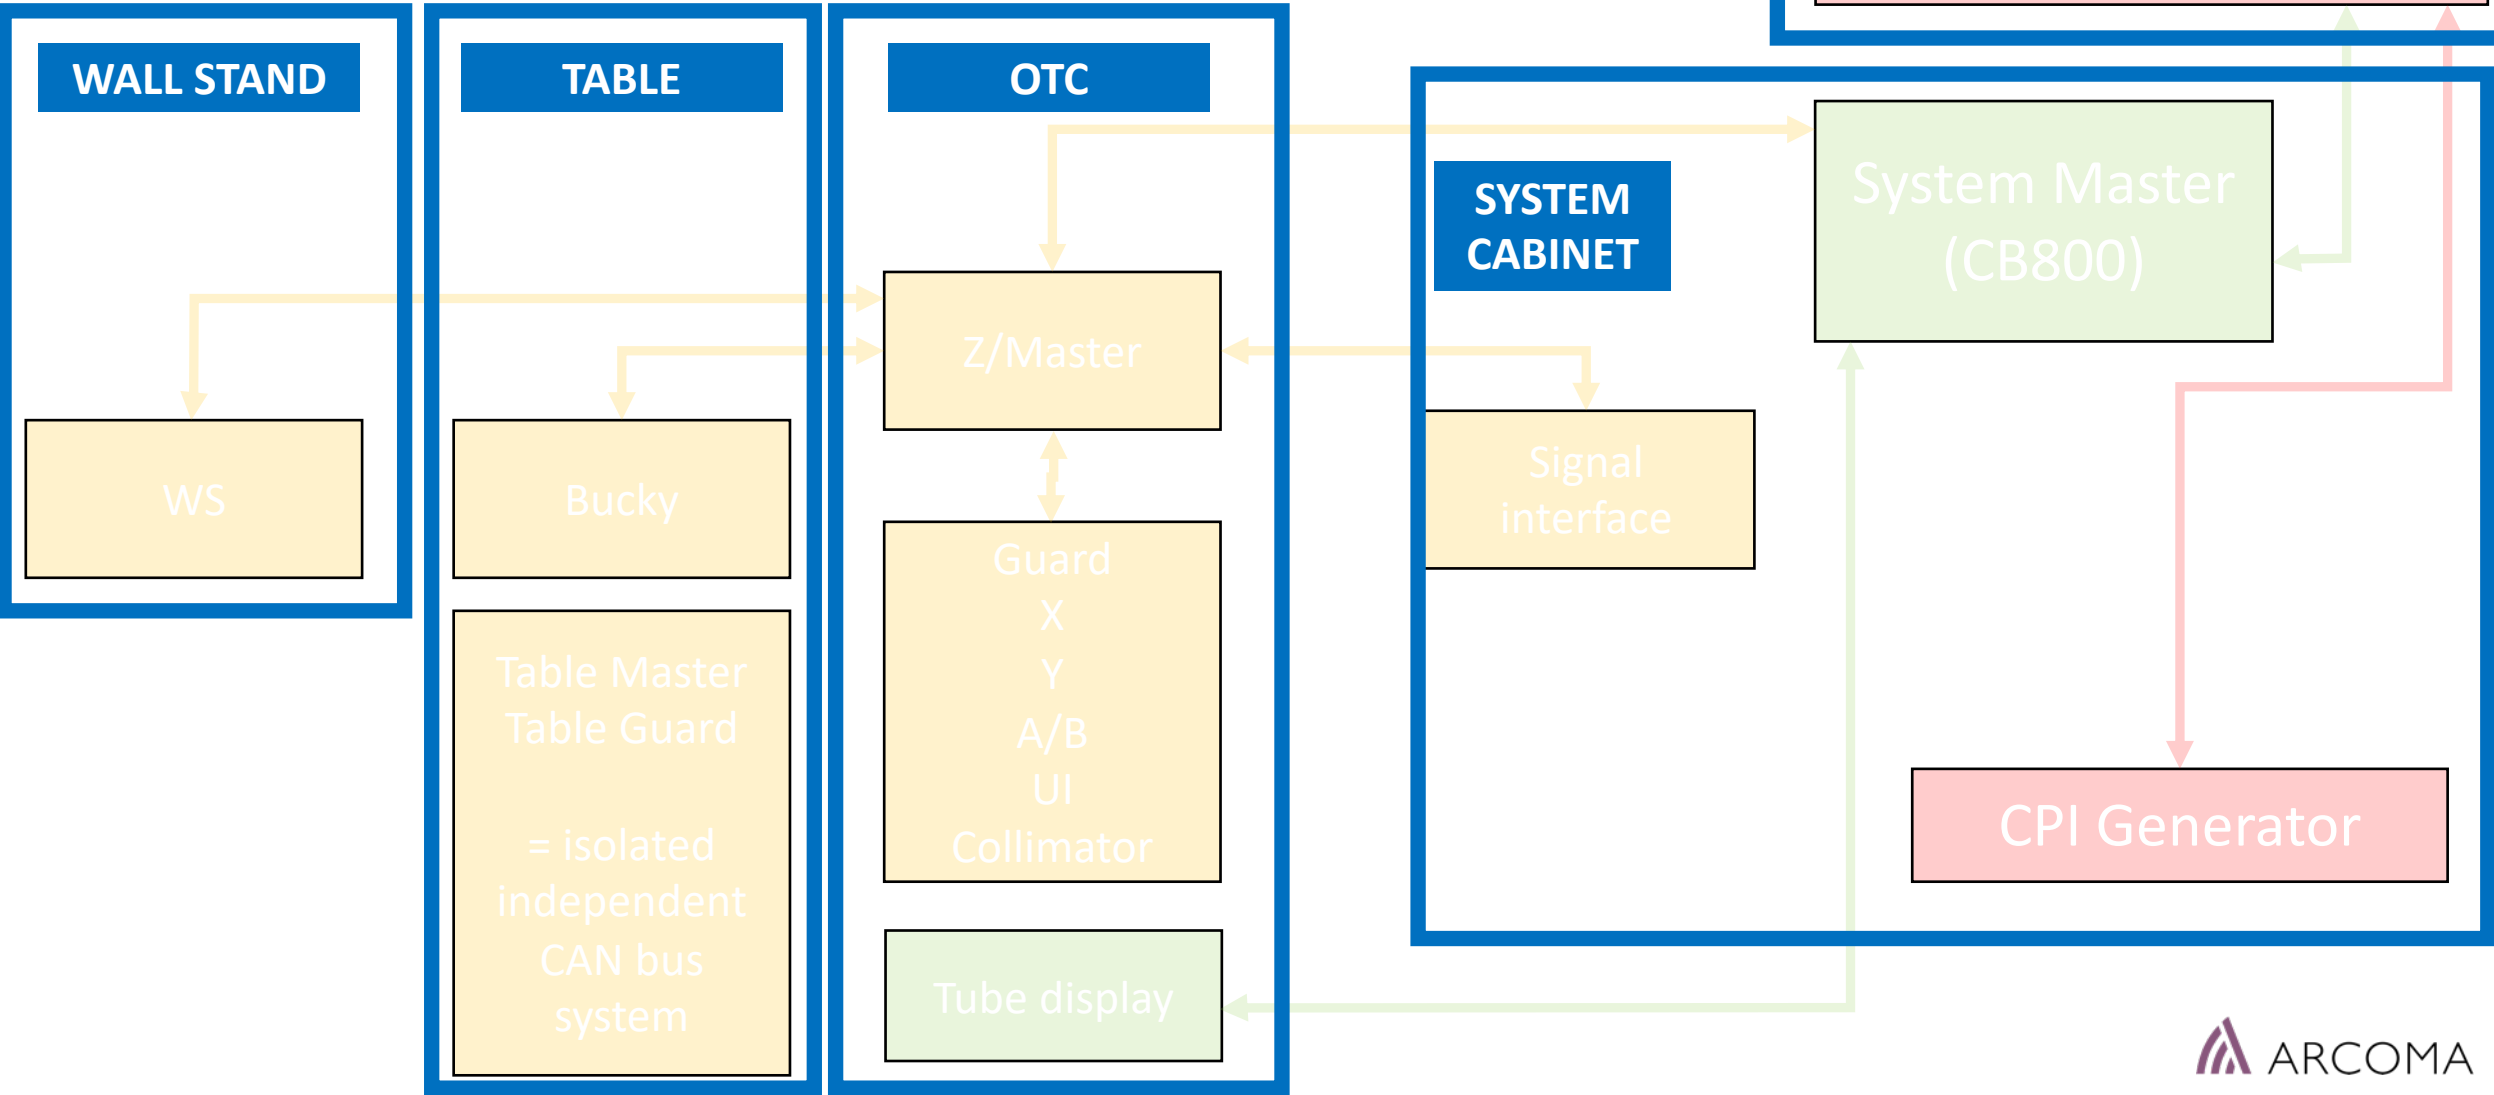 WALL STAND
TABLE
OTC
SYSTEM
CABINET
System Master
(CB800)
Z/Master
WS
Bucky
Signal
interface
Guard
X
Y
A/B
UI
Collimator
Table Master
Table Guard
= isolated
independent
CAN bus
system
CPI Generator
Tube display
ARCOMA